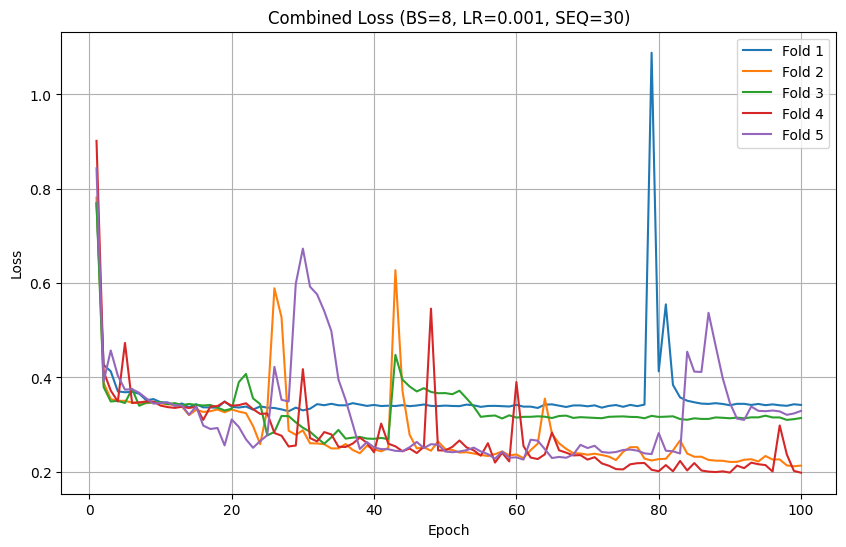 Combined Loss (BS=8, LR=0.001, SEQ=30)
Fold 1
Fold 2
Fold 3
Fold 4
Fold 5
Loss
1.0
0.8
0.6
0.4
0.2
0 20 40 60 80 100
Epoch